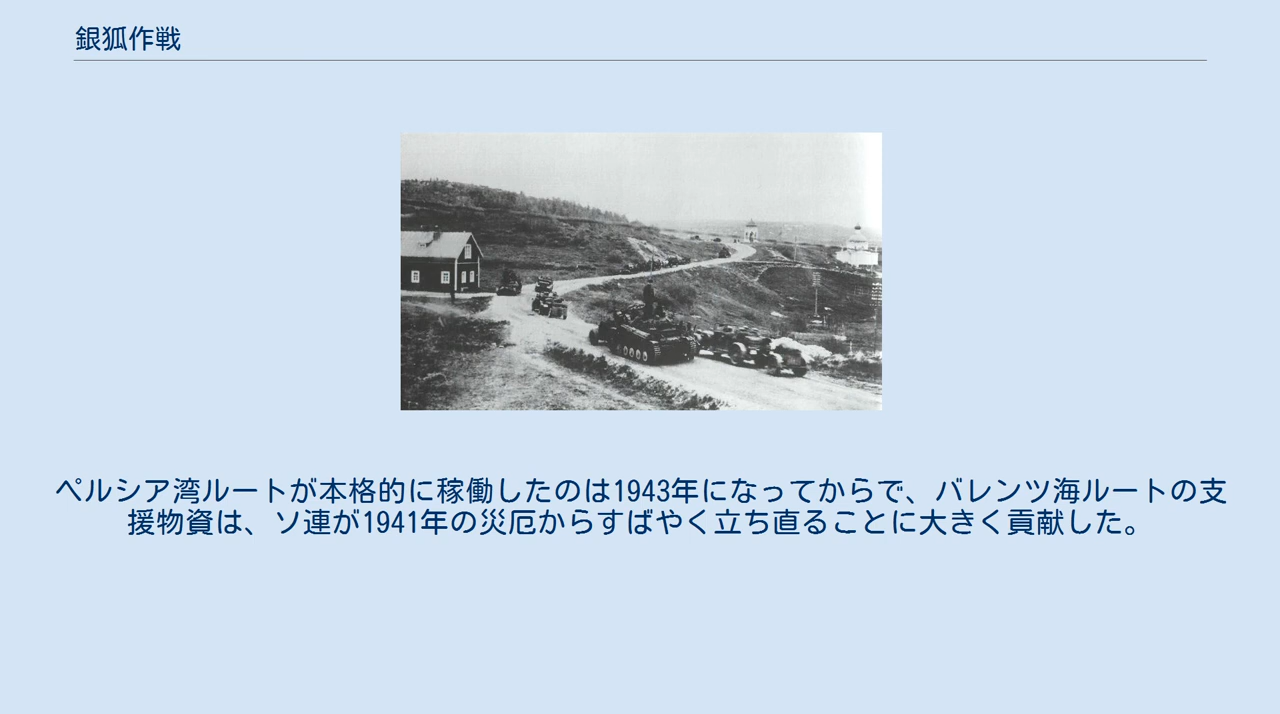 銀狐作戦
ペルシア湾ルートが本格的に稼働したのは1943年になってからで、バレンツ海ルートの支
援物資は、ソ連が1941年の災厄からすばやく立ち直ることに大きく貢献した。